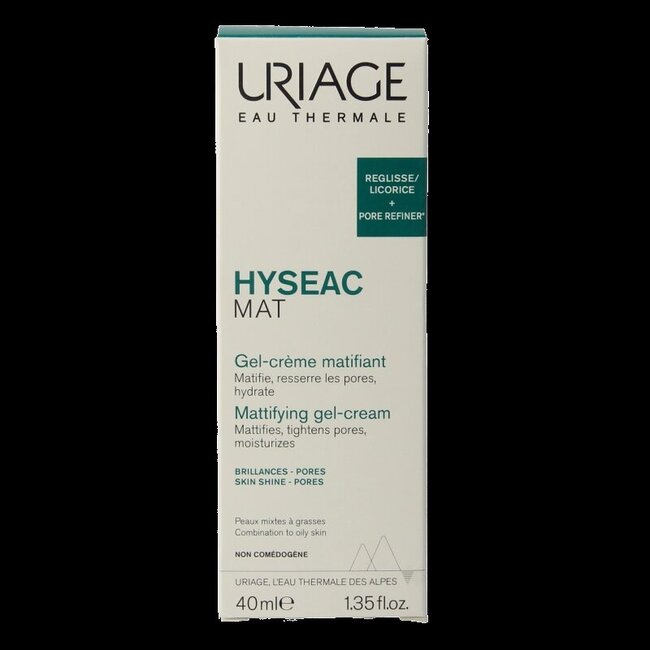 URIAGE
EAU THERMALE
REGLISSE/
LICORICE
+
PORE REFINER*
HYSEAC
MAT
Gel-crème matifiant
Matifie, resserre les pores,
hydrate
Mattifying gel-cream
Mattifies, tightens pores,
moisturizes
BRILLANCES - PORES
SKIN SHINE - PORES
Peaux mixtes à grasses
Combination to oily skin
NON COMÉDOGÈNE
URIAGE, L'EAU THERMALE DES ALPES
40 ml℮ 1.35 fl.oz.